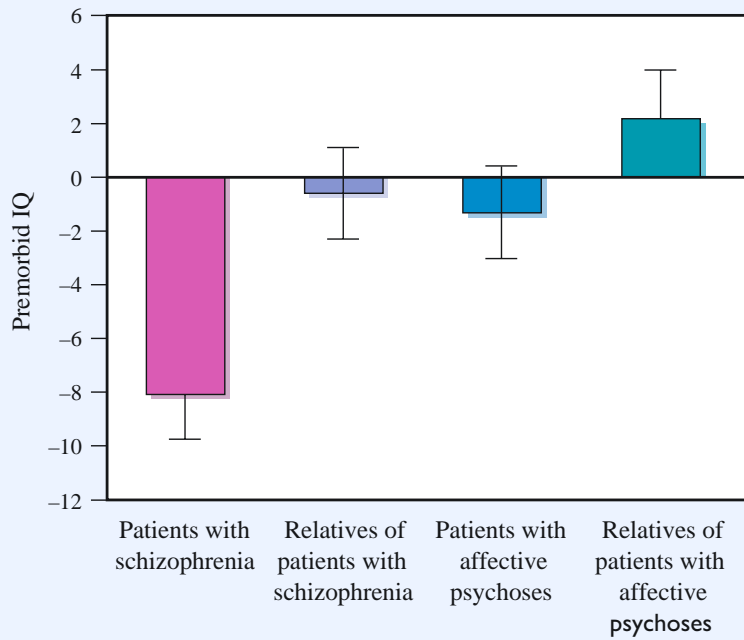 6
4
2
0
–2
–4
–6
–8
–10
–12
Premorbid IQ
Patients with
schizophrenia
Relatives of
patients with
schizophrenia
Patients with
affective
psychoses
Relatives of
patients with
affective
psychoses